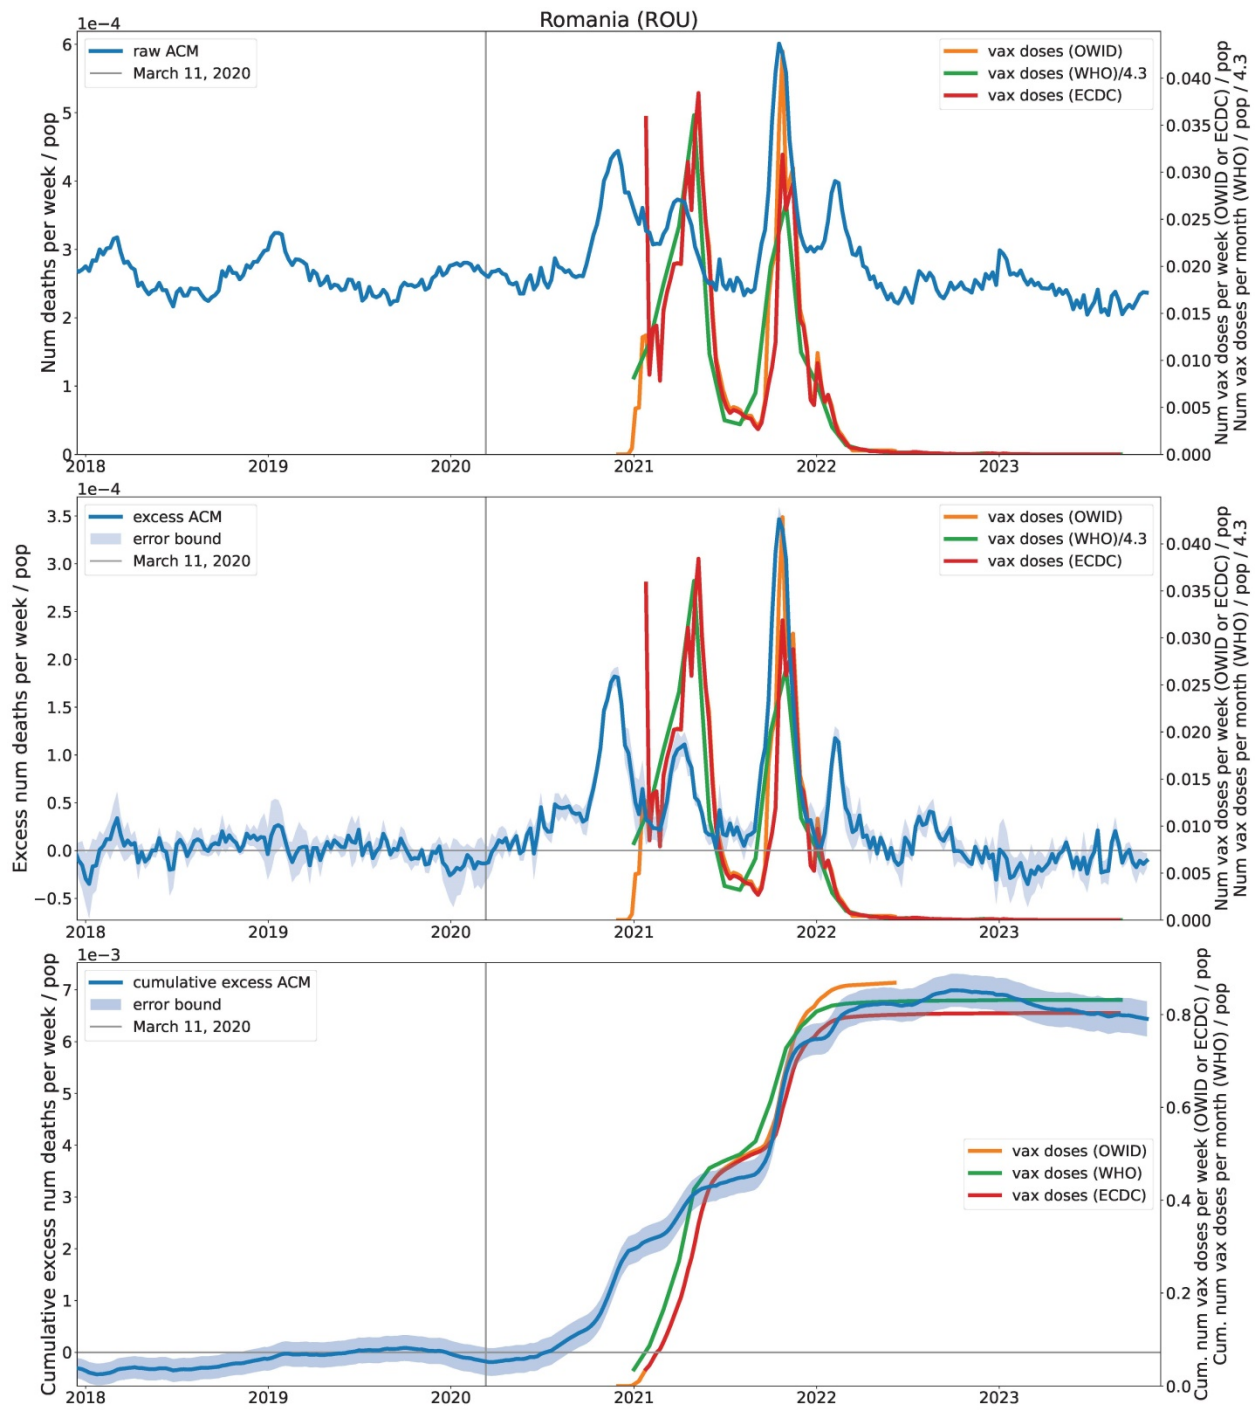 Romania (ROU)
1e−4
raw ACM
March 11, 2020
vax doses (OWID)
vax doses (WHO)/4.3
vax doses (ECDC)
Num deaths per week / pop
6
5
4
3
2
1
0
0.040
0.035
0.030
0.025
0.020
0.015
0.010
0.005
0.000
Num vax doses per week (OWID or ECDC) / pop
Num vax doses per month (WHO) / pop / 4.3
2018 2019 2020 2021 2022 2023
1e−4
excess ACM
error bound
March 11, 2020
vax doses (OWID)
vax doses (WHO)/4.3
vax doses (ECDC)
Excess num deaths per week / pop
3.5
3.0
2.5
2.0
1.5
1.0
0.5
0.0
−0.5
0.040
0.035
0.030
0.025
0.020
0.015
0.010
0.005
0.000
Num vax doses per week (OWID or ECDC) / pop
Num vax doses per month (WHO) / pop / 4.3
2018 2019 2020 2021 2022 2023
1e−3
cumulative excess ACM
error bound
March 11, 2020
vax doses (OWID)
vax doses (WHO)
vax doses (ECDC)
Cumulative excess num deaths per week / pop
7
6
5
4
3
2
1
0
0.8
0.6
0.4
0.2
0.0
Cum. num vax doses per week (OWID or ECDC) / pop
Cum. num vax doses per month (WHO) / pop
2018 2019 2020 2021 2022 2023